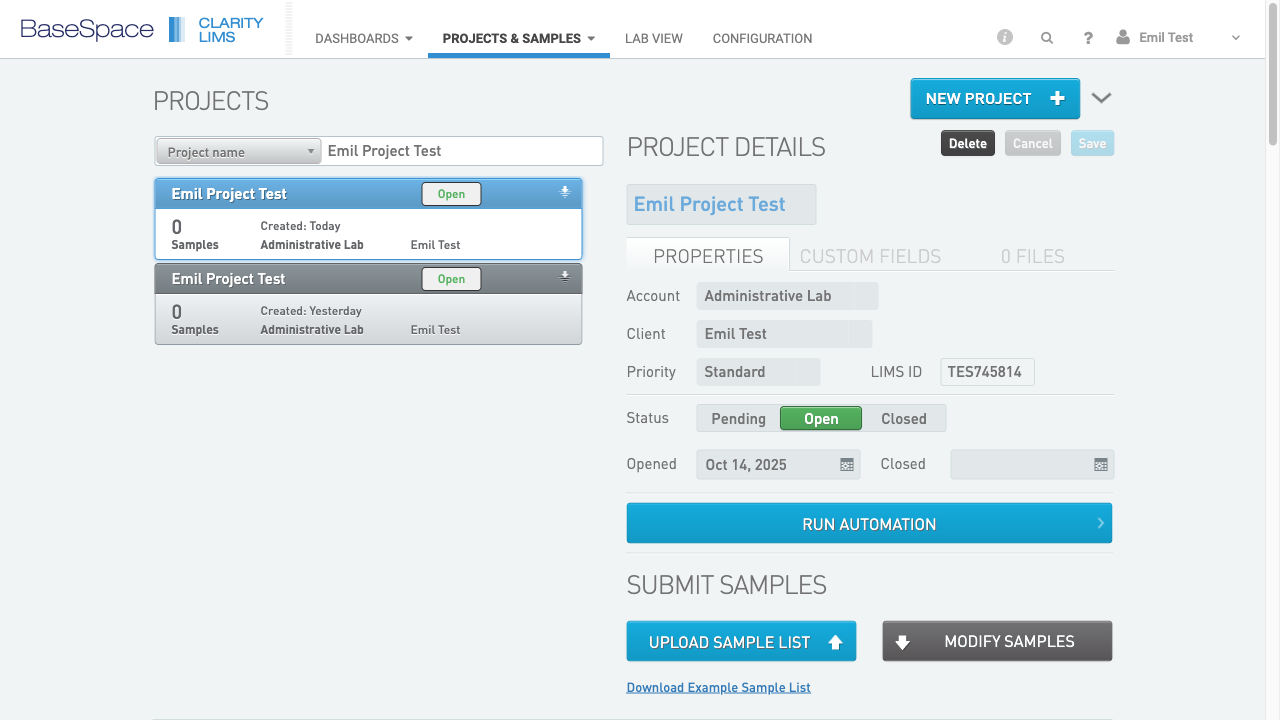 BaseSpace CLARITY LIMS
DASHBOARDS PROJECTS & SAMPLES LAB VIEW CONFIGURATION
i ? Emil Test
PROJECTS
NEW PROJECT
Project name Emil Project Test
PROJECT DETAILS
Delete Cancel Save
Emil Project Test Open
0 Samples
Created: Today
Administrative Lab Emil Test
Emil Project Test Open
0 Samples
Created: Yesterday
Administrative Lab Emil Test
Emil Project Test
PROPERTIES CUSTOM FIELDS 0 FILES
Account Administrative Lab
Client Emil Test
Priority Standard LIMS ID TES745814
Status Pending Open Closed
Opened Oct 14, 2025 Closed
RUN AUTOMATION
SUBMIT SAMPLES
UPLOAD SAMPLE LIST MODIFY SAMPLES
Download Example Sample List